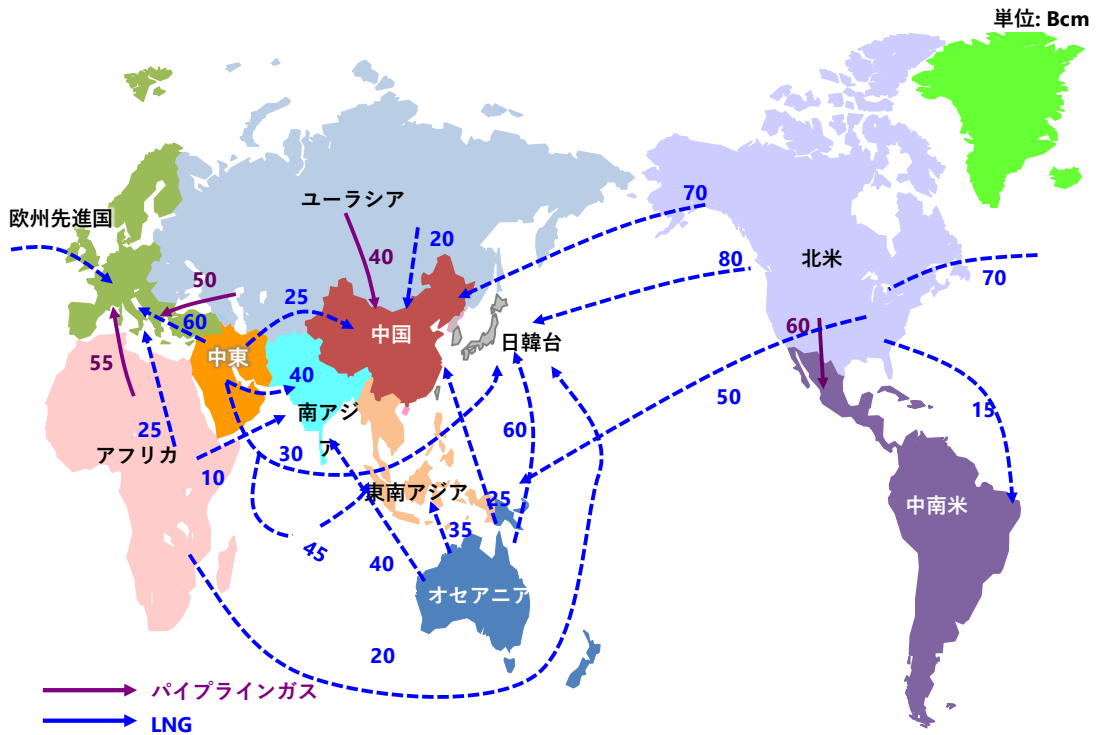 単位: Bcm
70
ユーラシア
欧州先進国
20
40
80
北米
70
50
25
60
中国
60
日韓台
中東
55
40
50
南アジ
ア
15
25
60
アフリカ
30
10
東南アジア
25
中南米
35
45
40
オセアニア
20
パイプラインガス
LNG